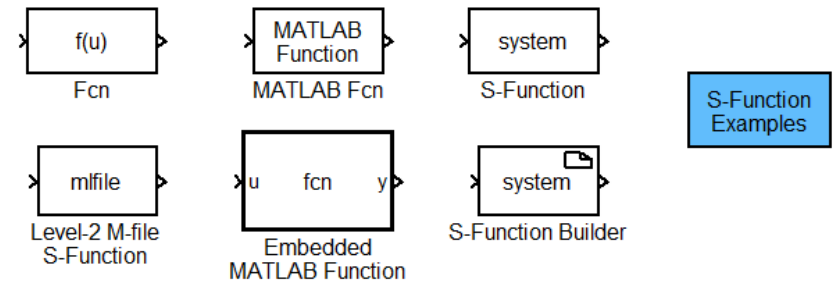 f(u)
Fcn
MATLAB
Function
MATLAB Fcn
system
S-Function
S-Function
Examples
mlfile
Level-2 M-file
S-Function
u fcn y
Embedded
MATLAB Function
system
S-Function Builder